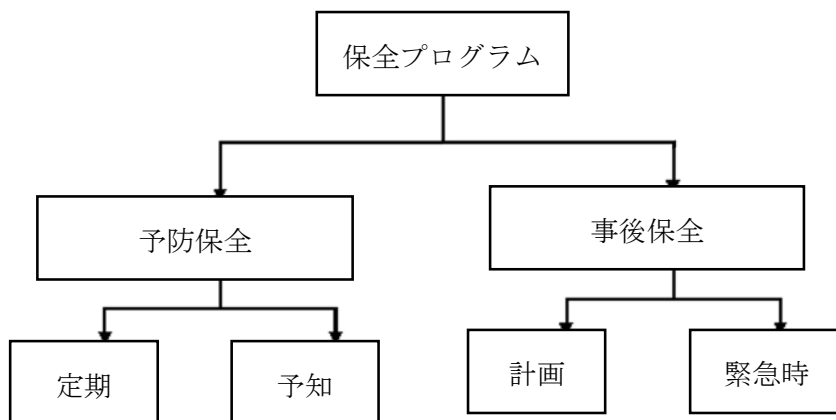 保全プログラム
予防保全
事後保全
定期
予知
計画
緊急時